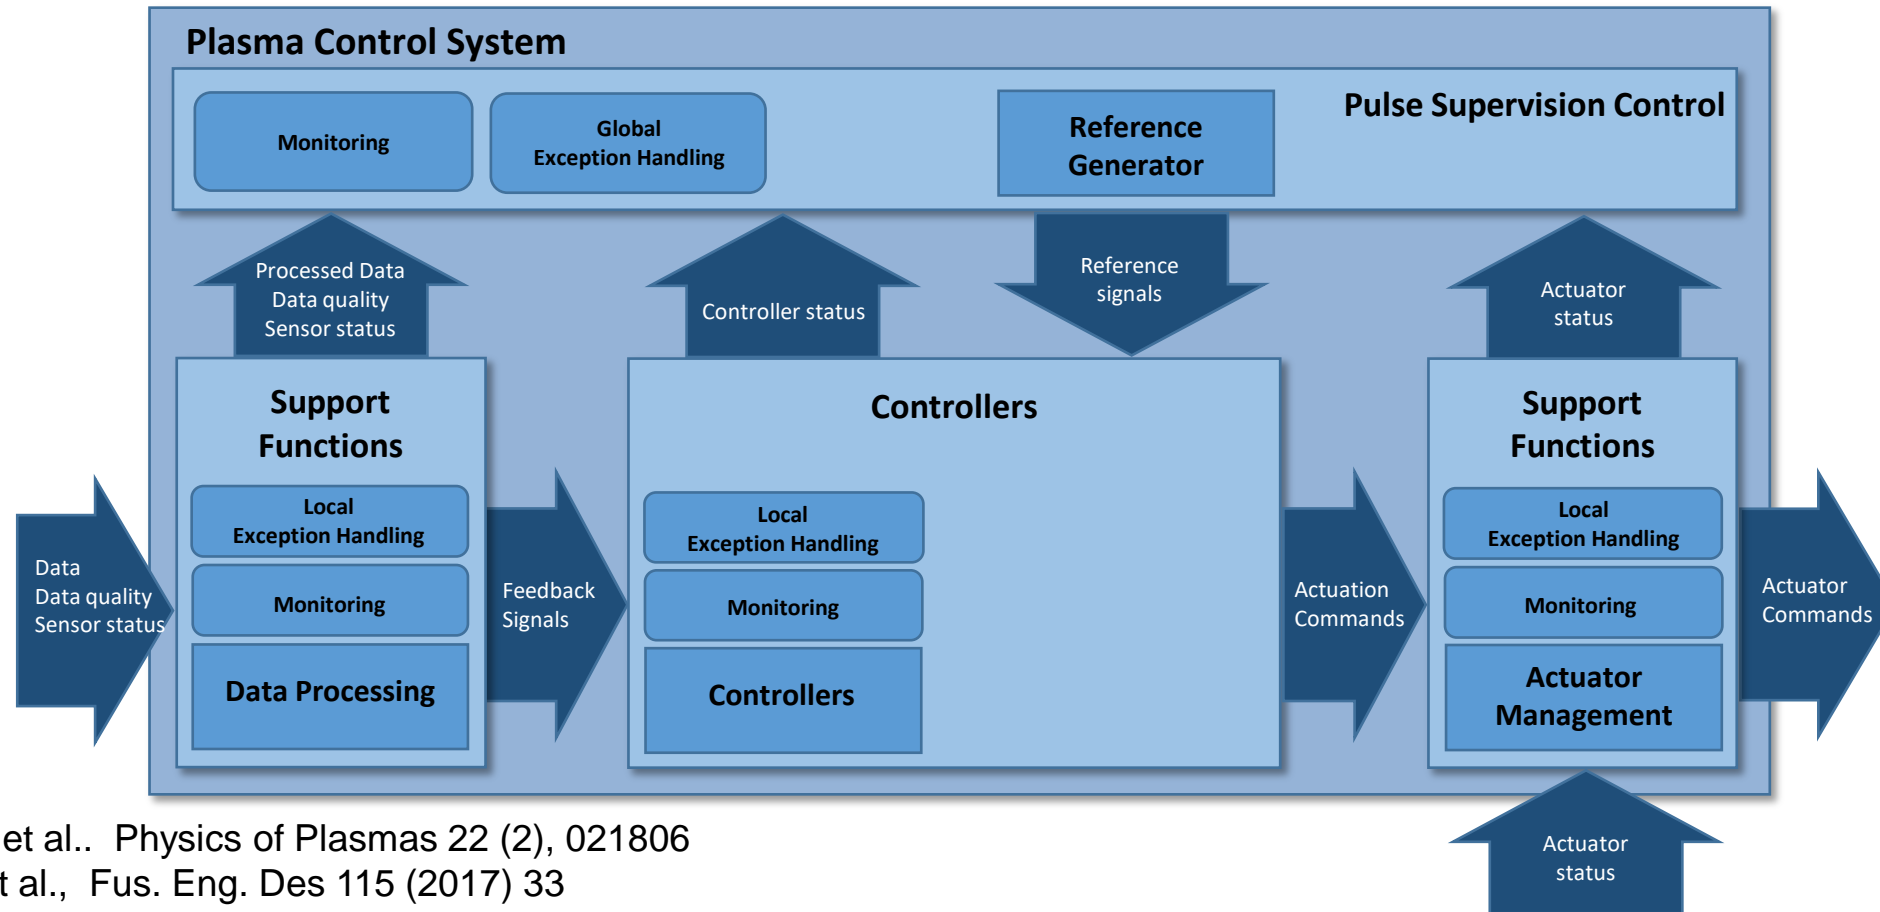 Plasma Control System
Pulse Supervision Control
Monitoring
Global
Exception Handling
Reference
Generator
Processed Data
Data quality
Sensor status
Controller status
Reference
signals
Actuator
status
Support
Functions
Local
Exception Handling
Monitoring
Data Processing
Controllers
Local
Exception Handling
Monitoring
Controllers
Support
Functions
Local
Exception Handling
Monitoring
Actuator
Management
Data
Data quality
Sensor status
Feedback
Signals
Actuation
Commands
Actuator
Commands
Actuator
status
et al.. Physics of Plasmas 22 (2), 021806
t al., Fus. Eng. Des 115 (2017) 33